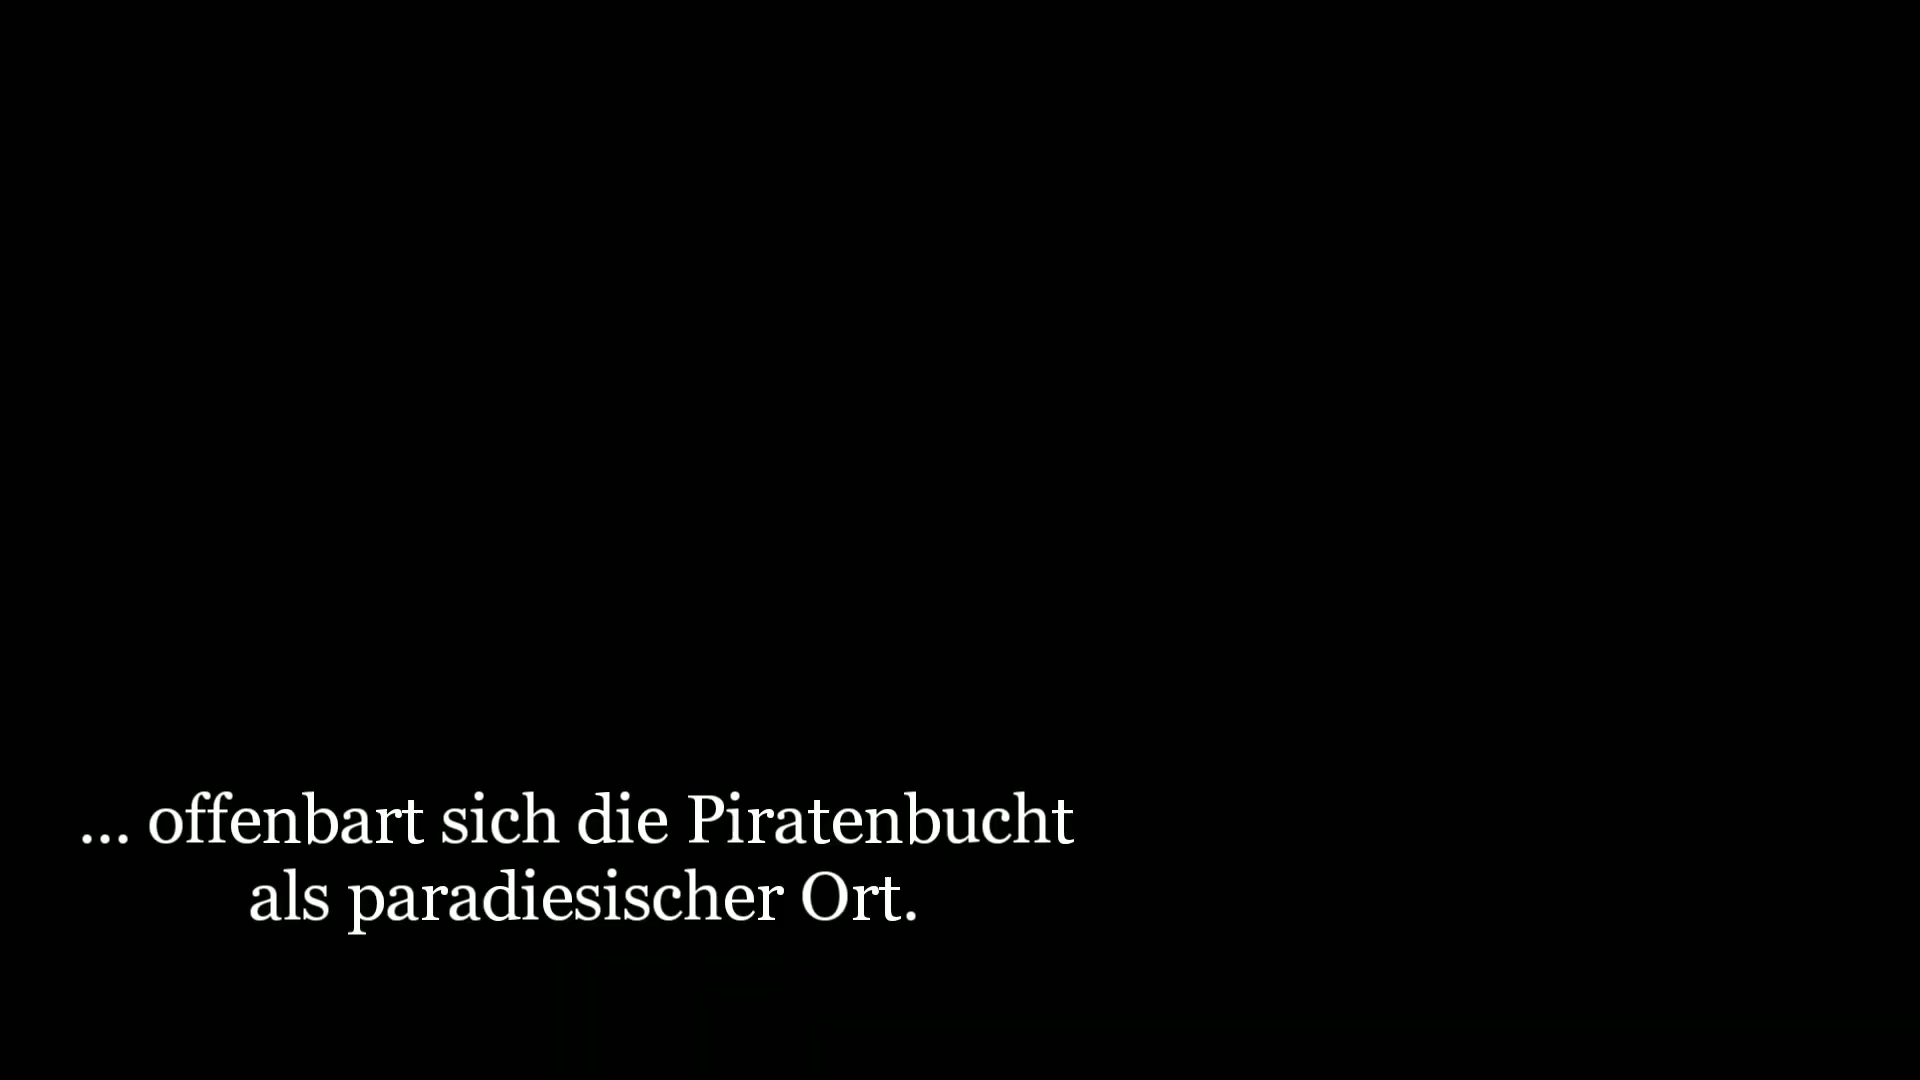 ... offenbart sich die Piratenbucht
als paradiesischer Ort.